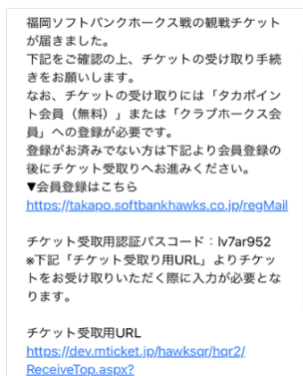 福岡ソフトバンクホークス戦の観戦チケット
が届きました。
下記をご確認の上、チケットの受け取り手続
きをお願いします。
なお、チケットの受け取りには「タカポイン
ト会員（無料）」または「クラブホークス会
員」への登録が必要です。
登録がお済みでない方は下記より会員登録の
後にチケット受取りへお進みください。
▼会員登録はこちら
https://takapo.softbankhawks.co.jp/regMail
チケット受取用認証パスコード：lv7ar952
※下記「チケット受取り用URL」よりチケッ
トをお受け取りいただく際に入力が必要とな
ります。
チケット受取用URL
https://dev.mticket.jp/hawksqr/hqr2/
ReceiveTop.aspx?